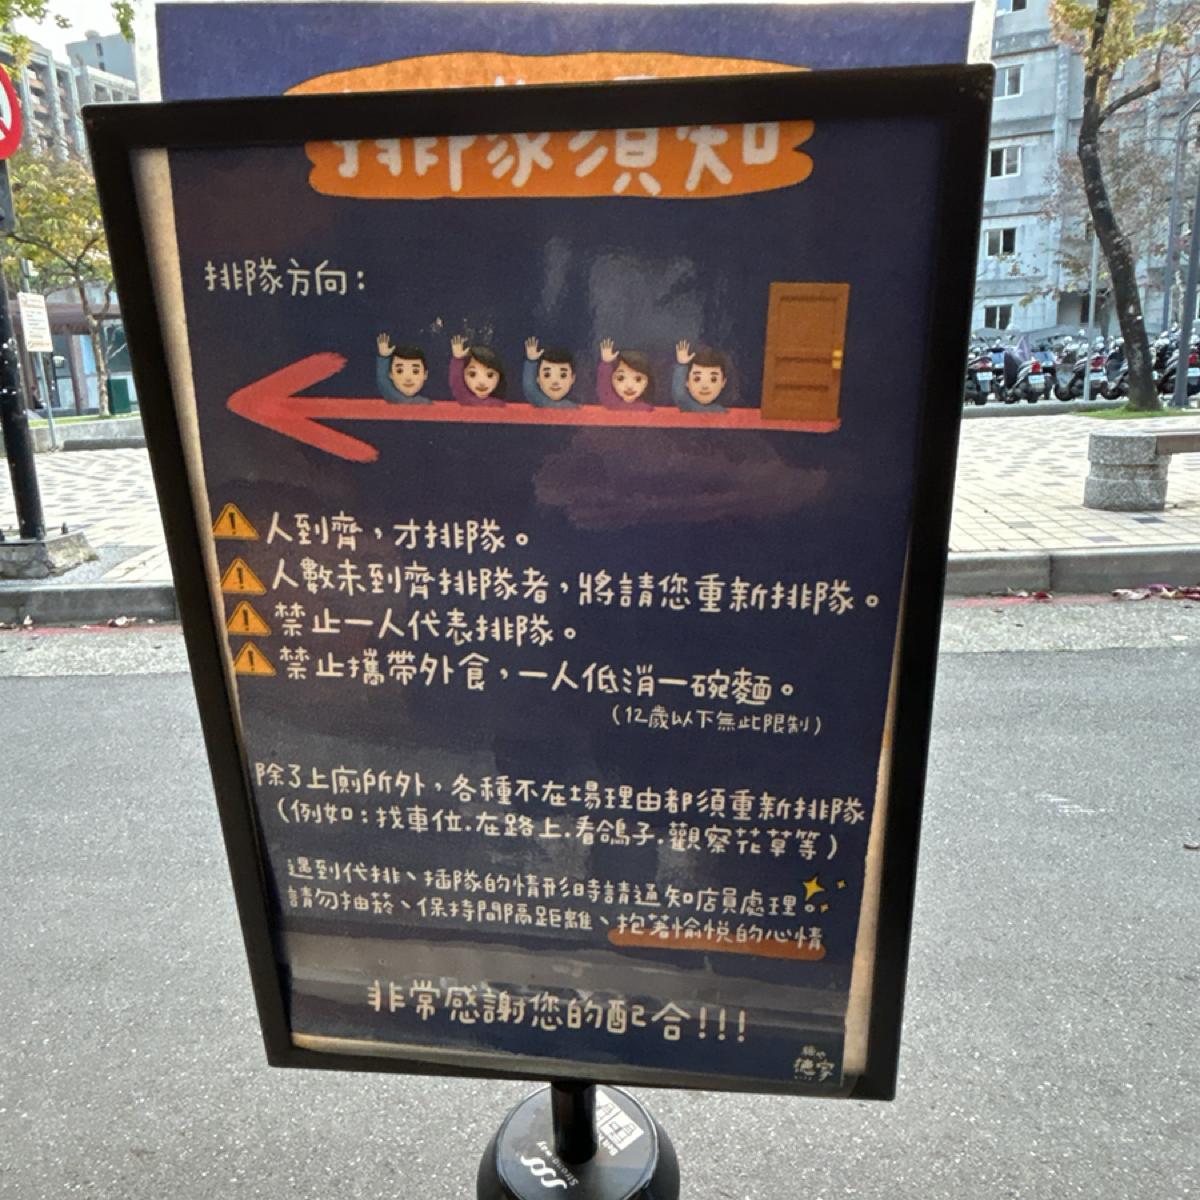 排隊須知
排隊方向：
人到齊，才排隊。
人數未到齊排隊者，將請您重新排隊。
禁止一人代表排隊。
禁止攜帶外食，一人低消一碗麵。
（12歲以下無此限制）
除了上廁所外，各種不在場理由都須重新排隊
（例如：找車位.在路上.看鴿子.觀察花草等）
遇到代排、插隊的情形時請通知店員處理。
請勿抽菸、保持間隔距離、抱著愉悅的心情
非常感謝您的配合!!!